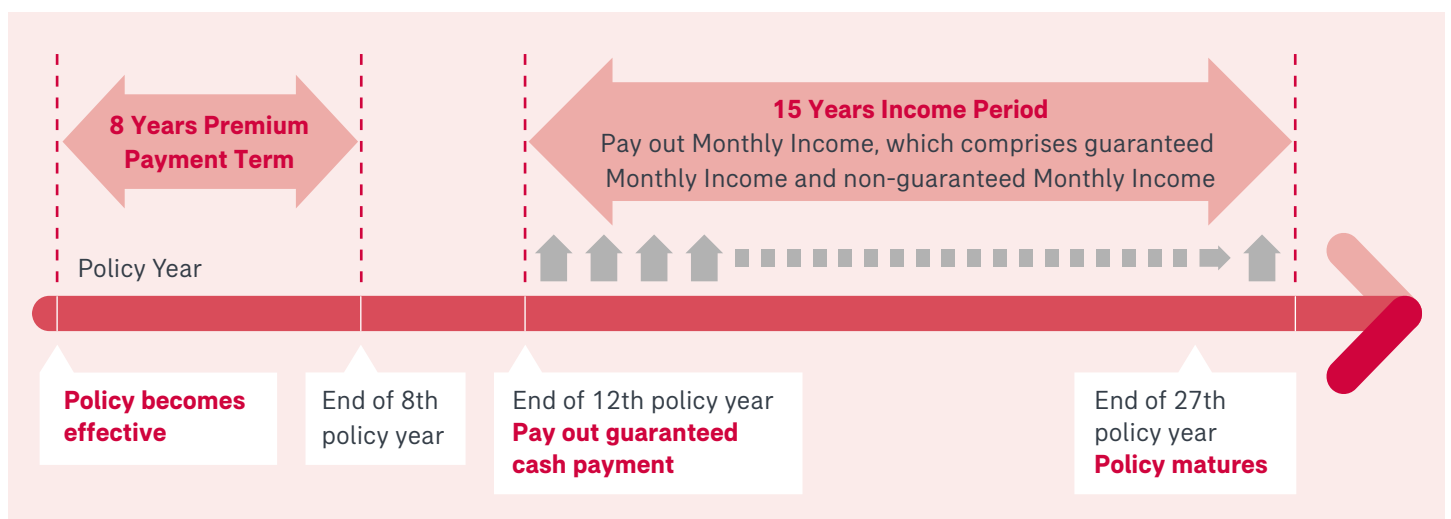 8 Years Premium
Payment Term
15 Years Income Period
Pay out Monthly Income, which comprises guaranteed
Monthly Income and non-guaranteed Monthly Income
Policy Year
Policy becomes
effective
End of 8th
policy year
End of 12th policy year
Pay out guaranteed
cash payment
End of 27th
policy year
Policy matures